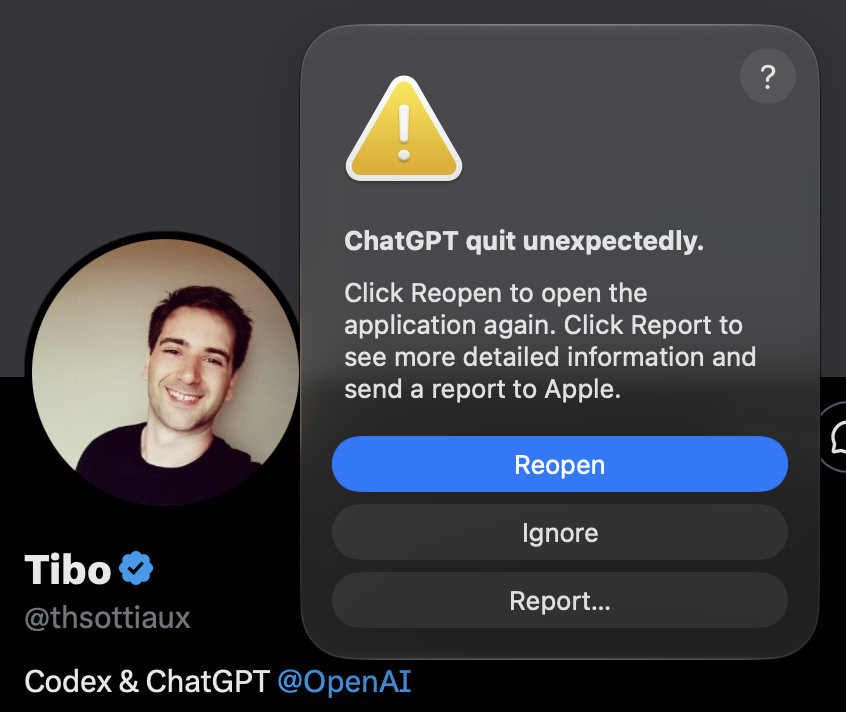 ?
ChatGPT quit unexpectedly.
Click Reopen to open the
application again. Click Report to
see more detailed information and
send a report to Apple.
Reopen
Ignore
Report...
Tibo
@thsottiaux
Codex & ChatGPT @OpenAI